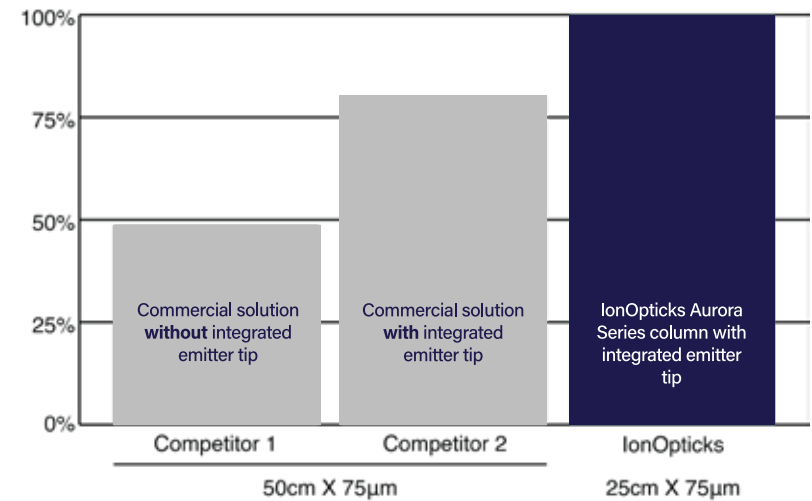 100%
75%
50%
25%
0%
Commercial solution
without integrated
emitter tip
Commercial solution
with integrated
emitter tip
IonOpticks Aurora
Series column with
integrated emitter
tip
Competitor 1
Competitor 2
IonOpticks
50cm X 75μm
25cm X 75μm